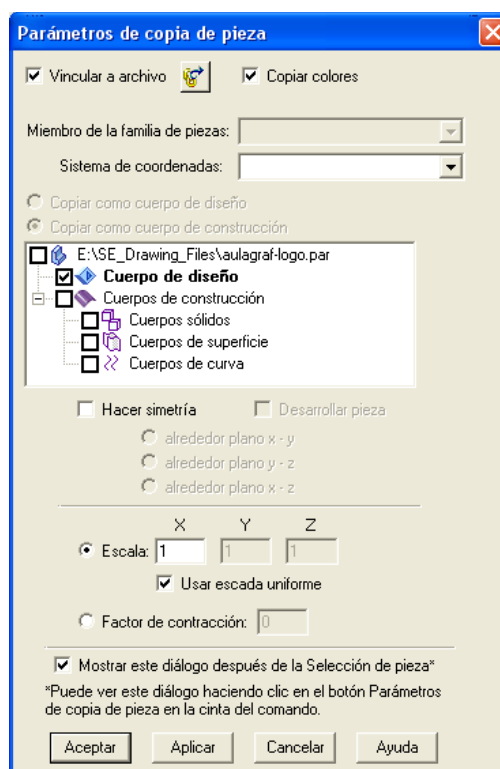 Parámetros de copia de pieza
Vincular a archivo Copiar colores
Miembro de la familia de piezas:
Sistema de coordenadas:
Copiar como cuerpo de diseño
Copiar como cuerpo de construcción
E:\SE_Drawing_Files\aulagraf-logo.par
Cuerpo de diseño
Cuerpos de construcción
Cuerpos sólidos
Cuerpos de superficie
Cuerpos de curva
Hacer simetría Desarrollar pieza
alrededor plano x - y
alrededor plano y - z
alrededor plano x - z
X Y Z
Escala: 1 1 1
Usar escada uniforme
Factor de contracción: 0
Mostrar este diálogo después de la Selección de pieza*
*Puede ver este diálogo haciendo clic en el botón Parámetros
de copia de pieza en la cinta del comando.
Aceptar Aplicar Cancelar Ayuda